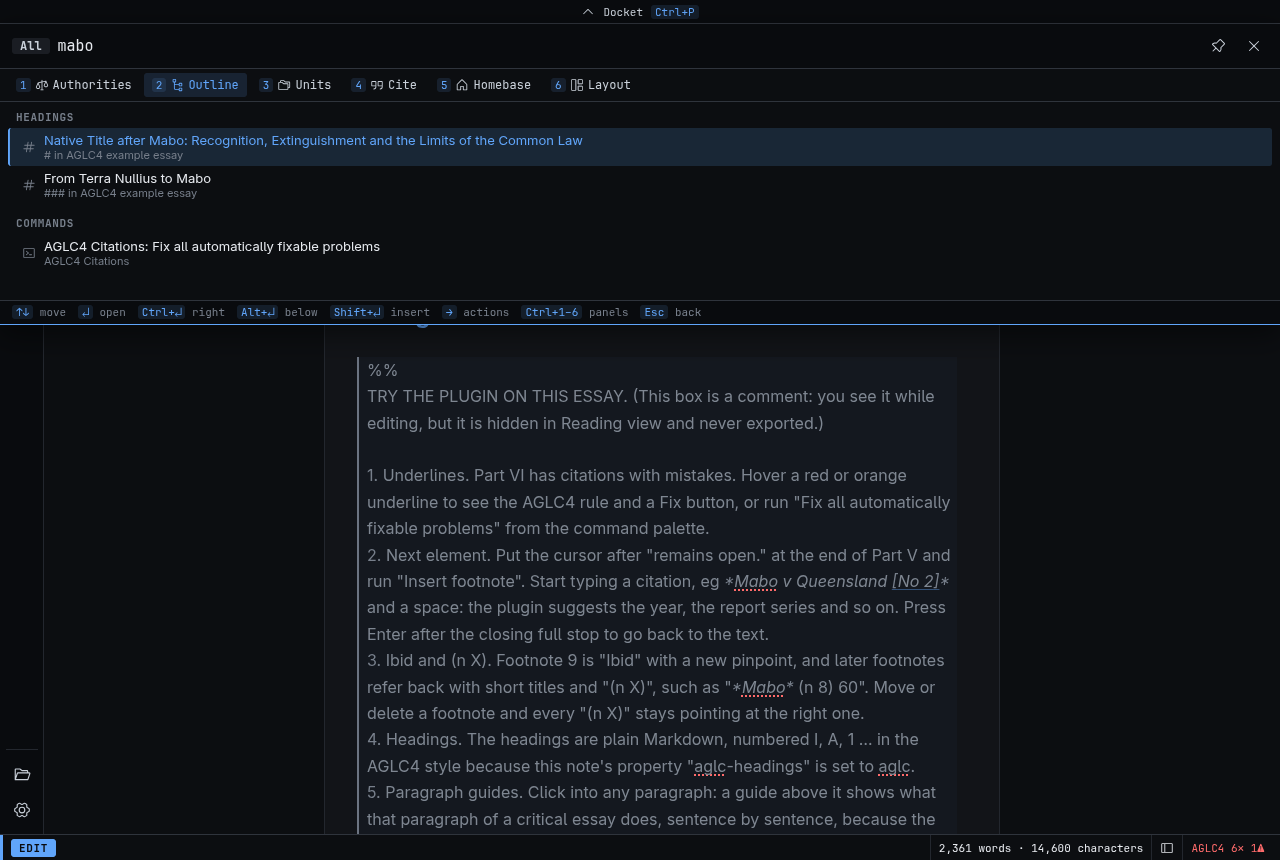 Docket Ctrl+P
All mabo
1 Authorities 2 Outline 3 Units 4 Cite 5 Homebase 6 Layout
HEADINGS
# Native Title after Mabo: Recognition, Extinguishment and the Limits of the Common Law
# in AGLC4 example essay
# From Terra Nullius to Mabo
### in AGLC4 example essay
COMMANDS
AGLC4 Citations: Fix all automatically fixable problems
AGLC4 Citations
↑↓ move ↵ open Ctrl+↵ right Alt+↵ below Shift+↵ insert → actions Ctrl+1–6 panels Esc back
%%
TRY THE PLUGIN ON THIS ESSAY. (This box is a comment: you see it while
editing, but it is hidden in Reading view and never exported.)
1. Underlines. Part VI has citations with mistakes. Hover a red or orange
underline to see the AGLC4 rule and a Fix button, or run "Fix all automatically
fixable problems" from the command palette.
2. Next element. Put the cursor after "remains open." at the end of Part V and
run "Insert footnote". Start typing a citation, eg *Mabo v Queensland [No 2]*
and a space: the plugin suggests the year, the report series and so on. Press
Enter after the closing full stop to go back to the text.
3. Ibid and (n X). Footnote 9 is "Ibid" with a new pinpoint, and later footnotes
refer back with short titles and "(n X)", such as "*Mabo* (n 8) 60". Move or
delete a footnote and every "(n X)" stays pointing at the right one.
4. Headings. The headings are plain Markdown, numbered I, A, 1 ... in the
AGLC4 style because this note's property "aglc-headings" is set to aglc.
5. Paragraph guides. Click into any paragraph: a guide above it shows what
that paragraph of a critical essay does, sentence by sentence, because the
EDIT 2,361 words · 14,600 characters AGLC4 6× 1⚠